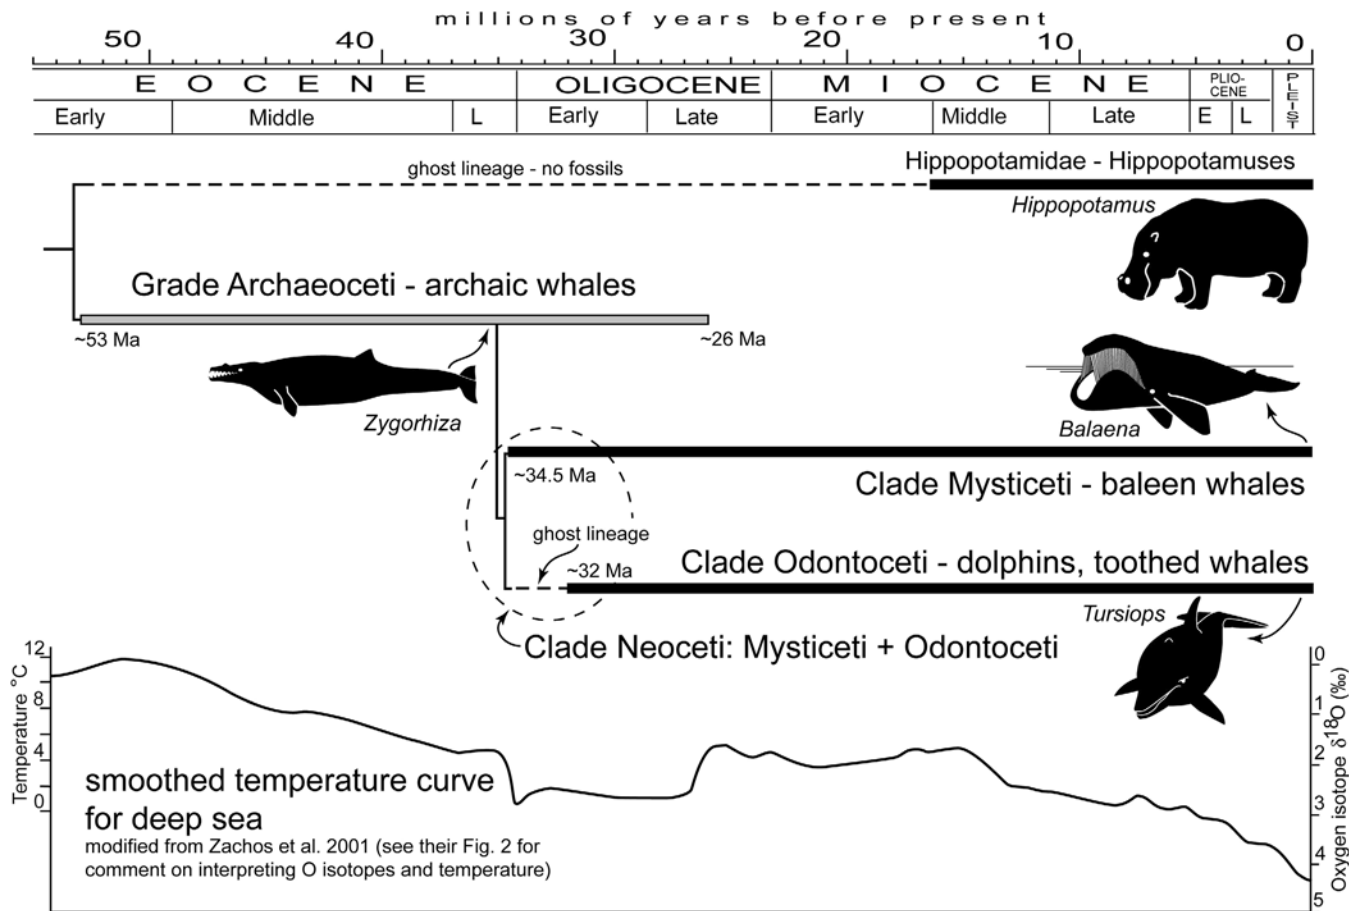 millions of years before present
50 40 30 20 10 0
EOCENE OLIGOCENE MIOCENE PLIO-CENE PLEIST
Early Middle L Early Late Early Middle Late E L
ghost lineage - no fossils
Hippopotamidae - Hippopotamuses
Hippopotamus
Grade Archaeoceti - archaic whales
~53 Ma
~26 Ma
Zygorhiza
Balaena
~34.5 Ma
Clade Mysticeti - baleen whales
ghost lineage
~32 Ma
Clade Odontoceti - dolphins, toothed whales
Tursiops
Clade Neoceti: Mysticeti + Odontoceti
Temperature °C
12
8
4
0
smoothed temperature curve
for deep sea
modified from Zachos et al. 2001 (see their Fig. 2 for
comment on interpreting O isotopes and temperature)
0
1
2
3
4
5
Oxygen isotope δ18O (‰)